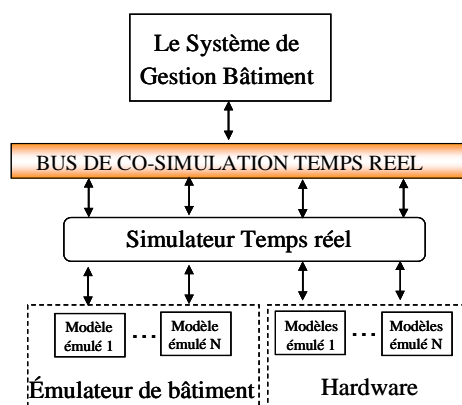 Le Système de
Gestion Bâtiment
BUS DE CO-SIMULATION TEMPS REEL
Simulateur Temps réel
Modèle
émulé 1
...
Modèle
émulé N
Modèles
émulé 1
...
Modèles
émulé N
Émulateur de bâtiment
Hardware